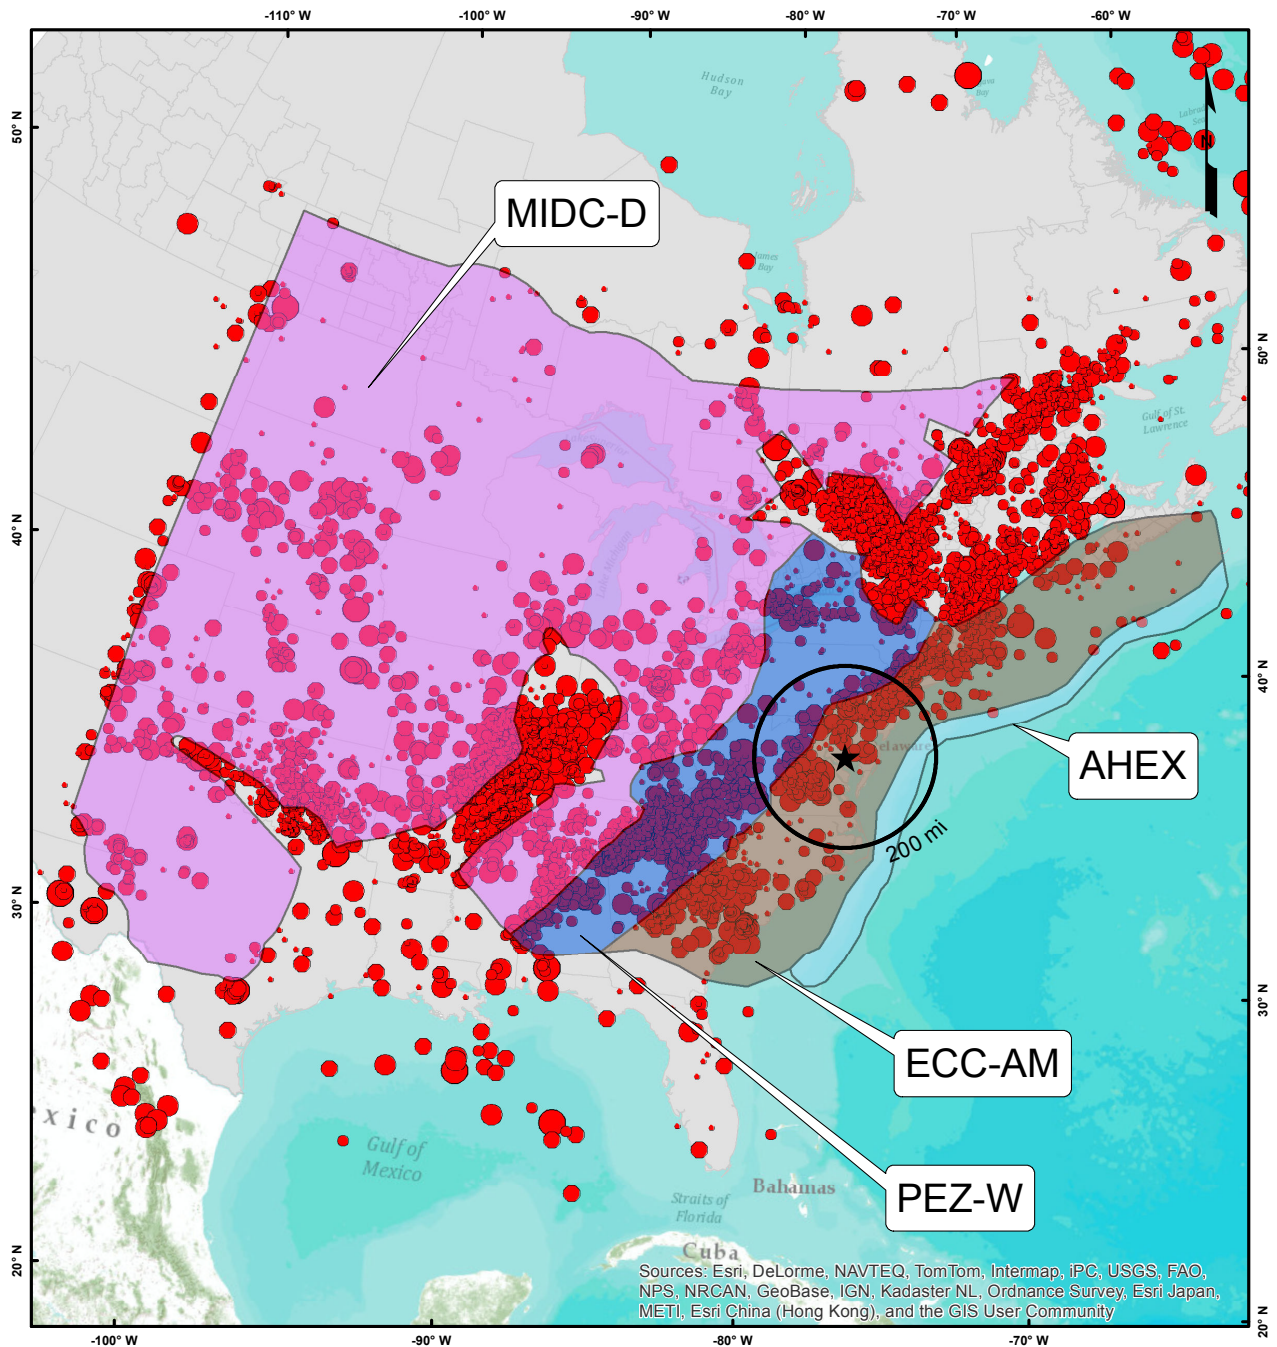 -110° W
-100° W
-90° W
-80° W
-70° W
-60° W
Hudson
Bay
N
50° N
MIDC-D
James
Bay
50° N
Gulf of St.
Lawrence
40° N
40° N
AHEX
200 mi
30° N
30° N
ECC-AM
PEZ-W
Gulf of
Mexico
Straits of
Florida
Bahamas
Cuba
20° N
20° N
Sources: Esri, DeLorme, NAVTEQ, TomTom, Intermap, iPC, USGS, FAO,
NPS, NRCAN, GeoBase, IGN, Kadaster NL, Ordnance Survey, Esri Japan,
METI, Esri China (Hong Kong), and the GIS User Community
-100° W
-90° W
-80° W
-70° W